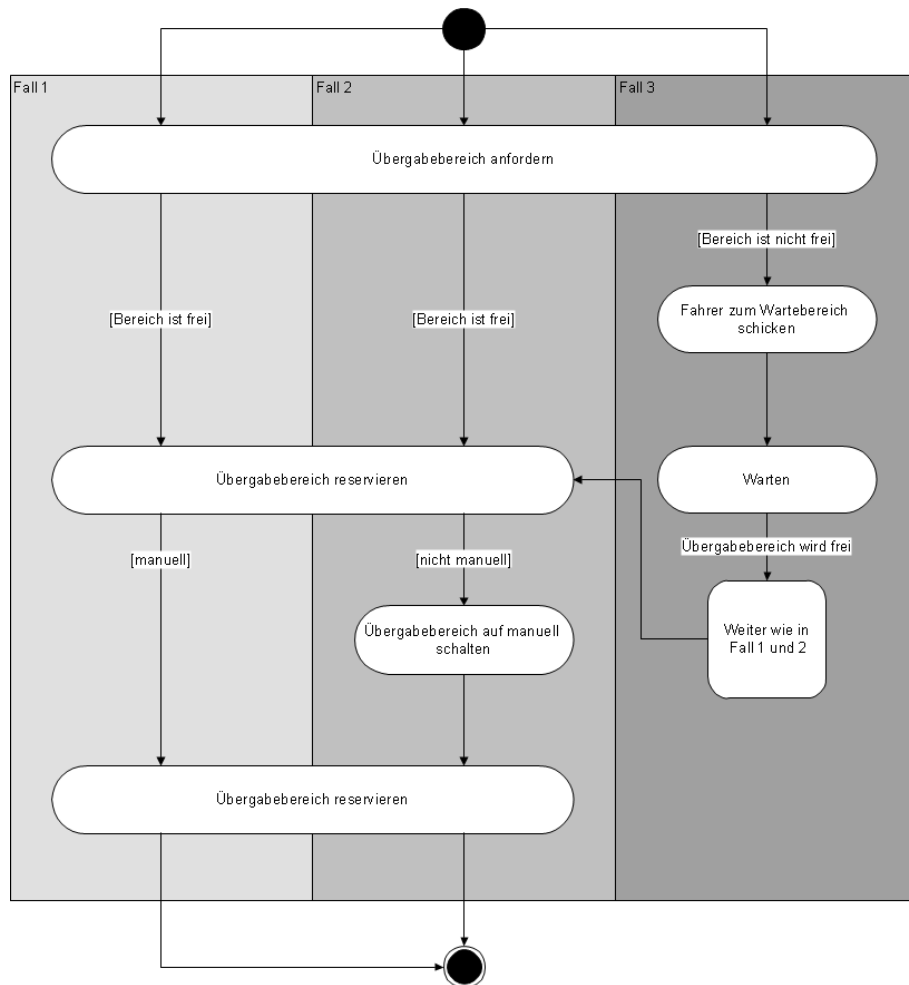 Fall 1
Fall 2
Fall 3
Übergabebereich anfordern
[Bereich ist nicht frei]
[Bereich ist frei]
[Bereich ist frei]
Fahrer zum Wartebereich
schicken
Übergabebereich reservieren
Warten
[manuell]
[nicht manuell]
Übergabebereich wird frei
Übergabebereich auf manuell
schalten
Weiter wie in
Fall 1 und 2
Übergabebereich reservieren